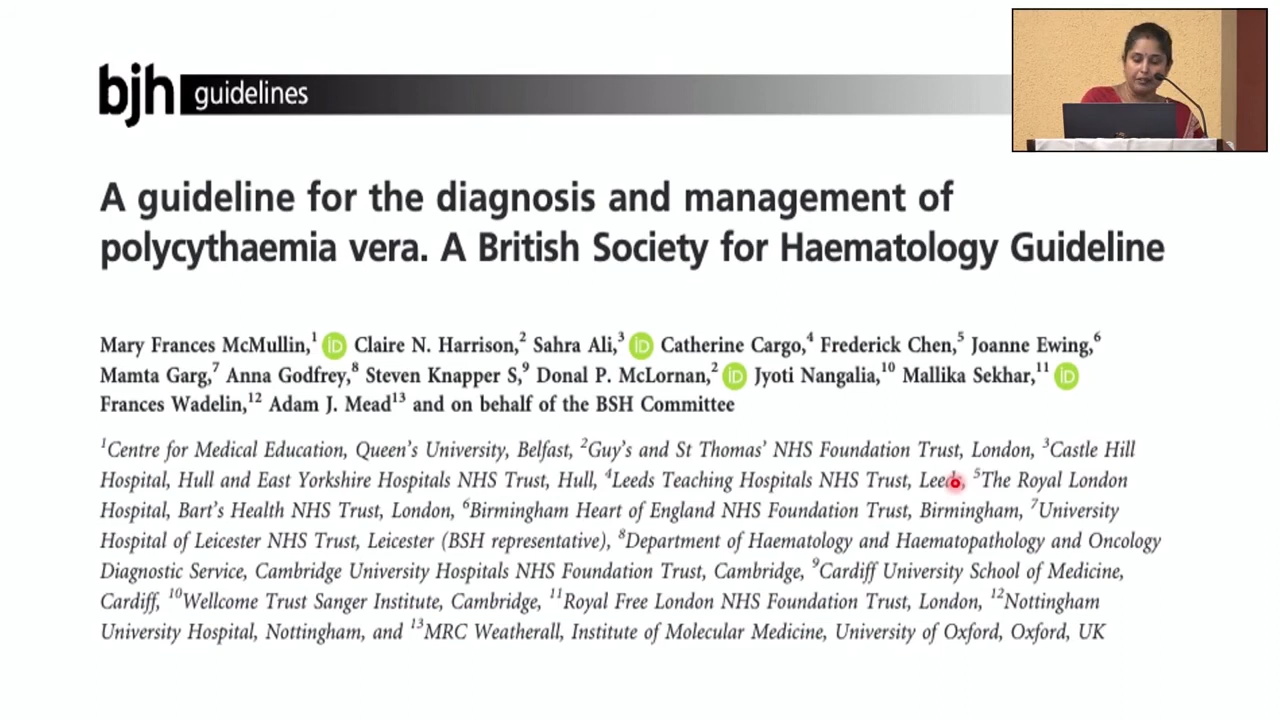 bjh guidelines
A guideline for the diagnosis and management of
polycythaemia vera. A British Society for Haematology Guideline
Mary Frances McMullin,1 iD Claire N. Harrison,2 Sahra Ali,3 iD Catherine Cargo,4 Frederick Chen,5 Joanne Ewing,6
Mamta Garg,7 Anna Godfrey,8 Steven Knapper S,9 Donal P. McLornan,2 iD Jyoti Nangalia,10 Mallika Sekhar,11 iD
Frances Wadelin,12 Adam J. Mead13 and on behalf of the BSH Committee
1Centre for Medical Education, Queen's University, Belfast, 2Guy's and St Thomas' NHS Foundation Trust, London, 3Castle Hill
Hospital, Hull and East Yorkshire Hospitals NHS Trust, Hull, 4Leeds Teaching Hospitals NHS Trust, Leeds, 5The Royal London
Hospital, Bart's Health NHS Trust, London, 6Birmingham Heart of England NHS Foundation Trust, Birmingham, 7University
Hospital of Leicester NHS Trust, Leicester (BSH representative), 8Department of Haematology and Haematopathology and Oncology
Diagnostic Service, Cambridge University Hospitals NHS Foundation Trust, Cambridge, 9Cardiff University School of Medicine,
Cardiff, 10Wellcome Trust Sanger Institute, Cambridge, 11Royal Free London NHS Foundation Trust, London, 12Nottingham
University Hospital, Nottingham, and 13MRC Weatherall, Institute of Molecular Medicine, University of Oxford, Oxford, UK